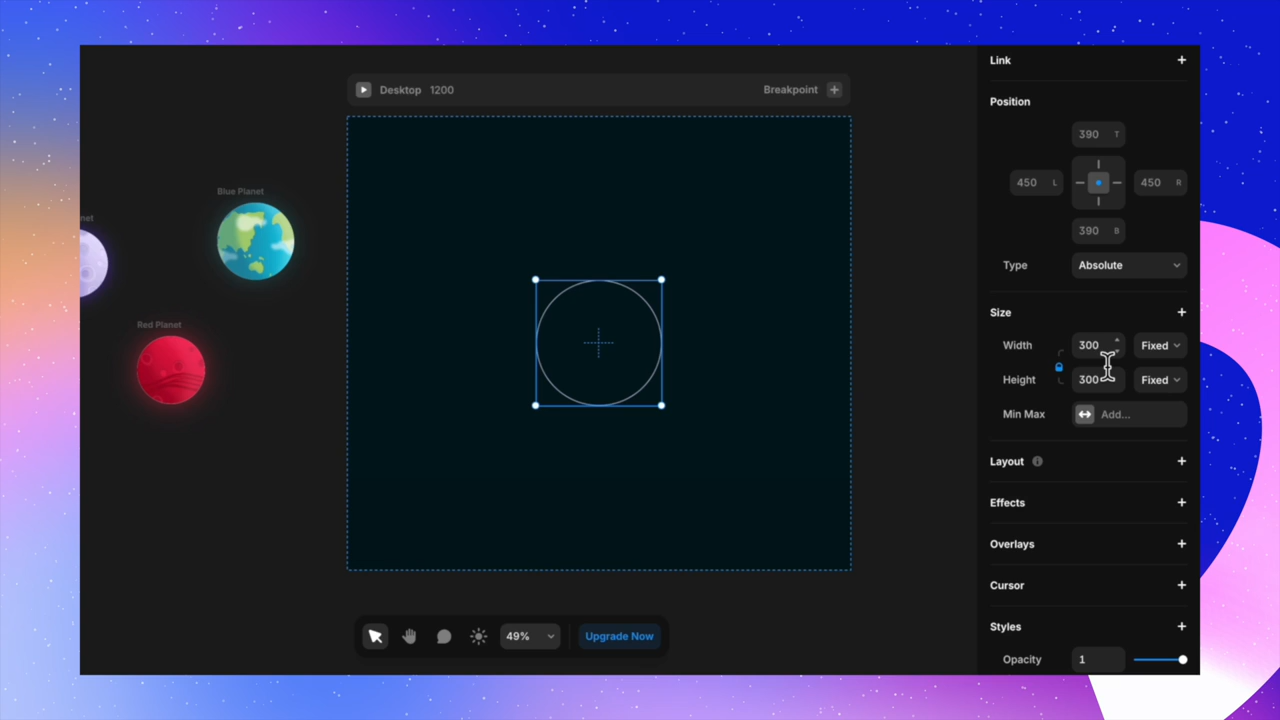 Desktop 1200
Breakpoint
Blue Planet
net
Red Planet
49%
Upgrade Now
Link
Position
390 T
450 L
450 R
390 B
Type Absolute
Size
Width 300 Fixed
Height 300 Fixed
Min Max Add...
Layout
Effects
Overlays
Cursor
Styles
Opacity 1